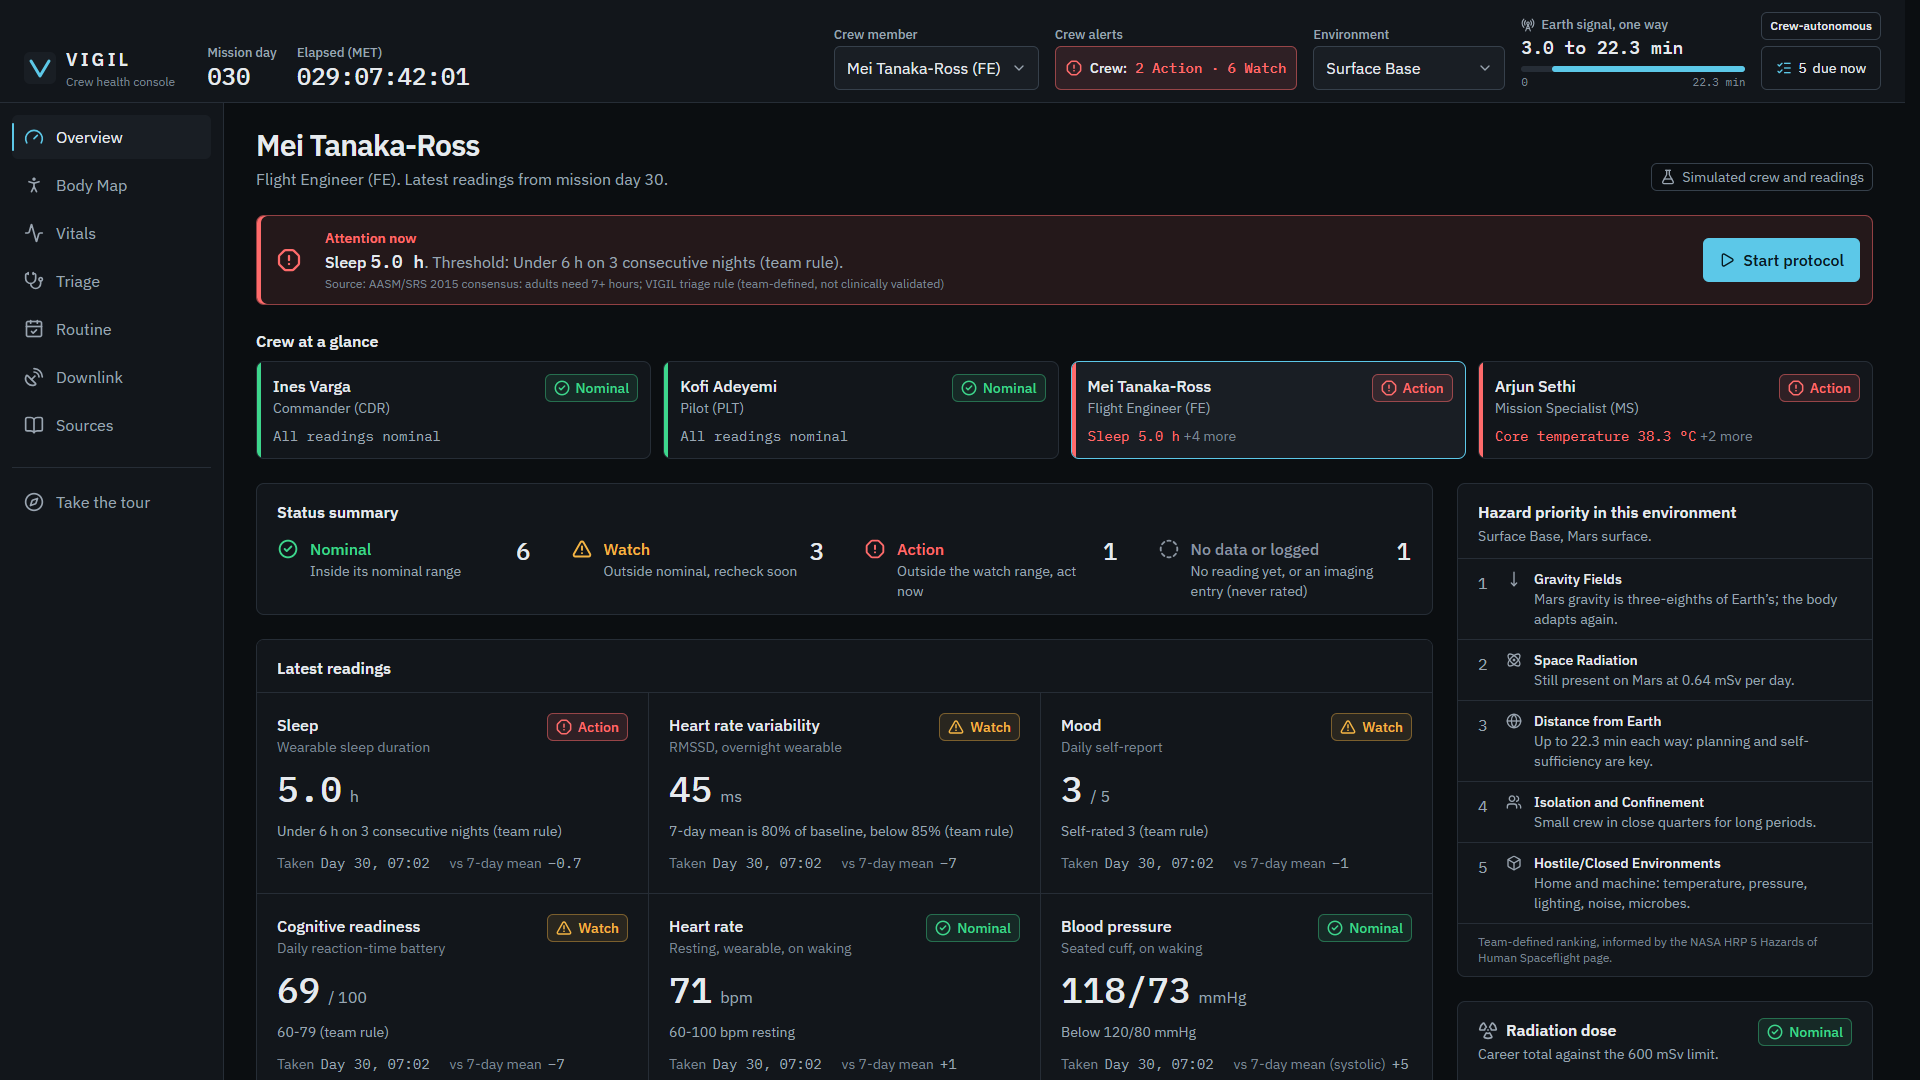 VIGIL
Crew health console
Mission day
030
Elapsed (MET)
029:07:42:01
Crew member
Mei Tanaka-Ross (FE)
Crew alerts
Crew: 2 Action · 6 Watch
Environment
Surface Base
Earth signal, one way
3.0 to 22.3 min
0
22.3 min
Crew-autonomous
5 due now
Overview
Body Map
Vitals
Triage
Routine
Downlink
Sources
Take the tour
Mei Tanaka-Ross
Flight Engineer (FE). Latest readings from mission day 30.
Simulated crew and readings
Attention now
Sleep 5.0 h. Threshold: Under 6 h on 3 consecutive nights (team rule).
Source: AASM/SRS 2015 consensus: adults need 7+ hours; VIGIL triage rule (team-defined, not clinically validated)
Start protocol
Crew at a glance
Ines Varga
Commander (CDR)
Nominal
All readings nominal
Kofi Adeyemi
Pilot (PLT)
Nominal
All readings nominal
Mei Tanaka-Ross
Flight Engineer (FE)
Action
Sleep 5.0 h +4 more
Arjun Sethi
Mission Specialist (MS)
Action
Core temperature 38.3 °C +2 more
Status summary
Nominal
Inside its nominal range
6
Watch
Outside nominal, recheck soon
3
Action
Outside the watch range, act
now
1
No data or logged
No reading yet, or an imaging
entry (never rated)
1
Latest readings
Sleep
Wearable sleep duration
Action
5.0 h
Under 6 h on 3 consecutive nights (team rule)
Taken Day 30, 07:02 vs 7-day mean −0.7
Heart rate variability
RMSSD, overnight wearable
Watch
45 ms
7-day mean is 80% of baseline, below 85% (team rule)
Taken Day 30, 07:02 vs 7-day mean −7
Mood
Daily self-report
Watch
3 / 5
Self-rated 3 (team rule)
Taken Day 30, 07:02 vs 7-day mean −1
Cognitive readiness
Daily reaction-time battery
Watch
69 / 100
60-79 (team rule)
Taken Day 30, 07:02 vs 7-day mean −7
Heart rate
Resting, wearable, on waking
Nominal
71 bpm
60-100 bpm resting
Taken Day 30, 07:02 vs 7-day mean +1
Blood pressure
Seated cuff, on waking
Nominal
118/73 mmHg
Below 120/80 mmHg
Taken Day 30, 07:02 vs 7-day mean (systolic) +5
Hazard priority in this environment
Surface Base, Mars surface.
1
Gravity Fields
Mars gravity is three-eighths of Earth's; the body
adapts again.
2
Space Radiation
Still present on Mars at 0.64 mSv per day.
3
Distance from Earth
Up to 22.3 min each way: planning and self-
sufficiency are key.
4
Isolation and Confinement
Small crew in close quarters for long periods.
5
Hostile/Closed Environments
Home and machine: temperature, pressure,
lighting, noise, microbes.
Team-defined ranking, informed by the NASA HRP 5 Hazards of
Human Spaceflight page.
Radiation dose
Nominal
Career total against the 600 mSv limit.